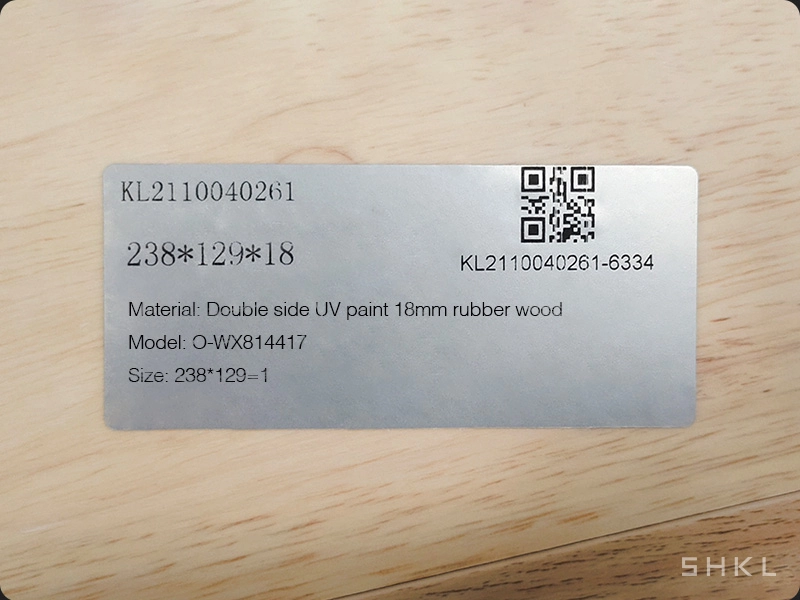 KL2110040261
238*129*18
KL2110040261-6334
Material: Double side UV paint 18mm rubber wood
Model: O-WX814417
Size: 238*129=1
SHKL